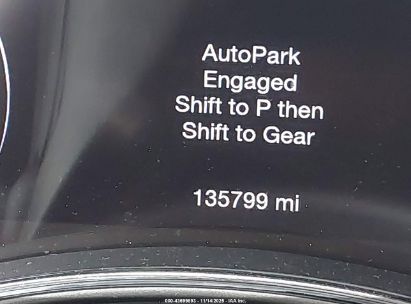 AutoPark
Engaged
Shift to P then
Shift to Gear
135799 mi